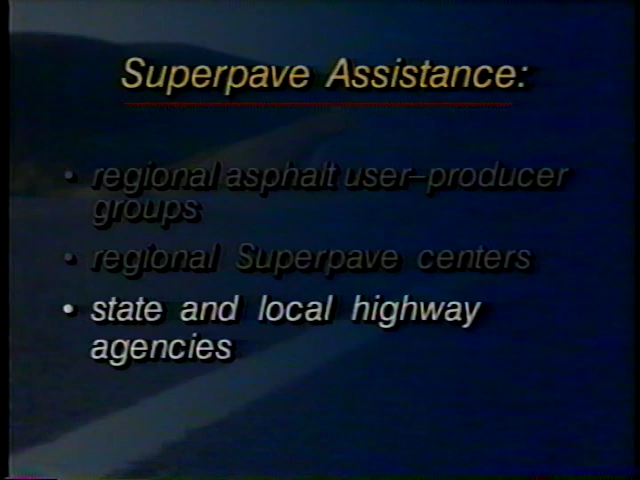 Superpave Assistance:
• regional asphalt user–producer
groups
• regional Superpave centers
• state and local highway
agencies